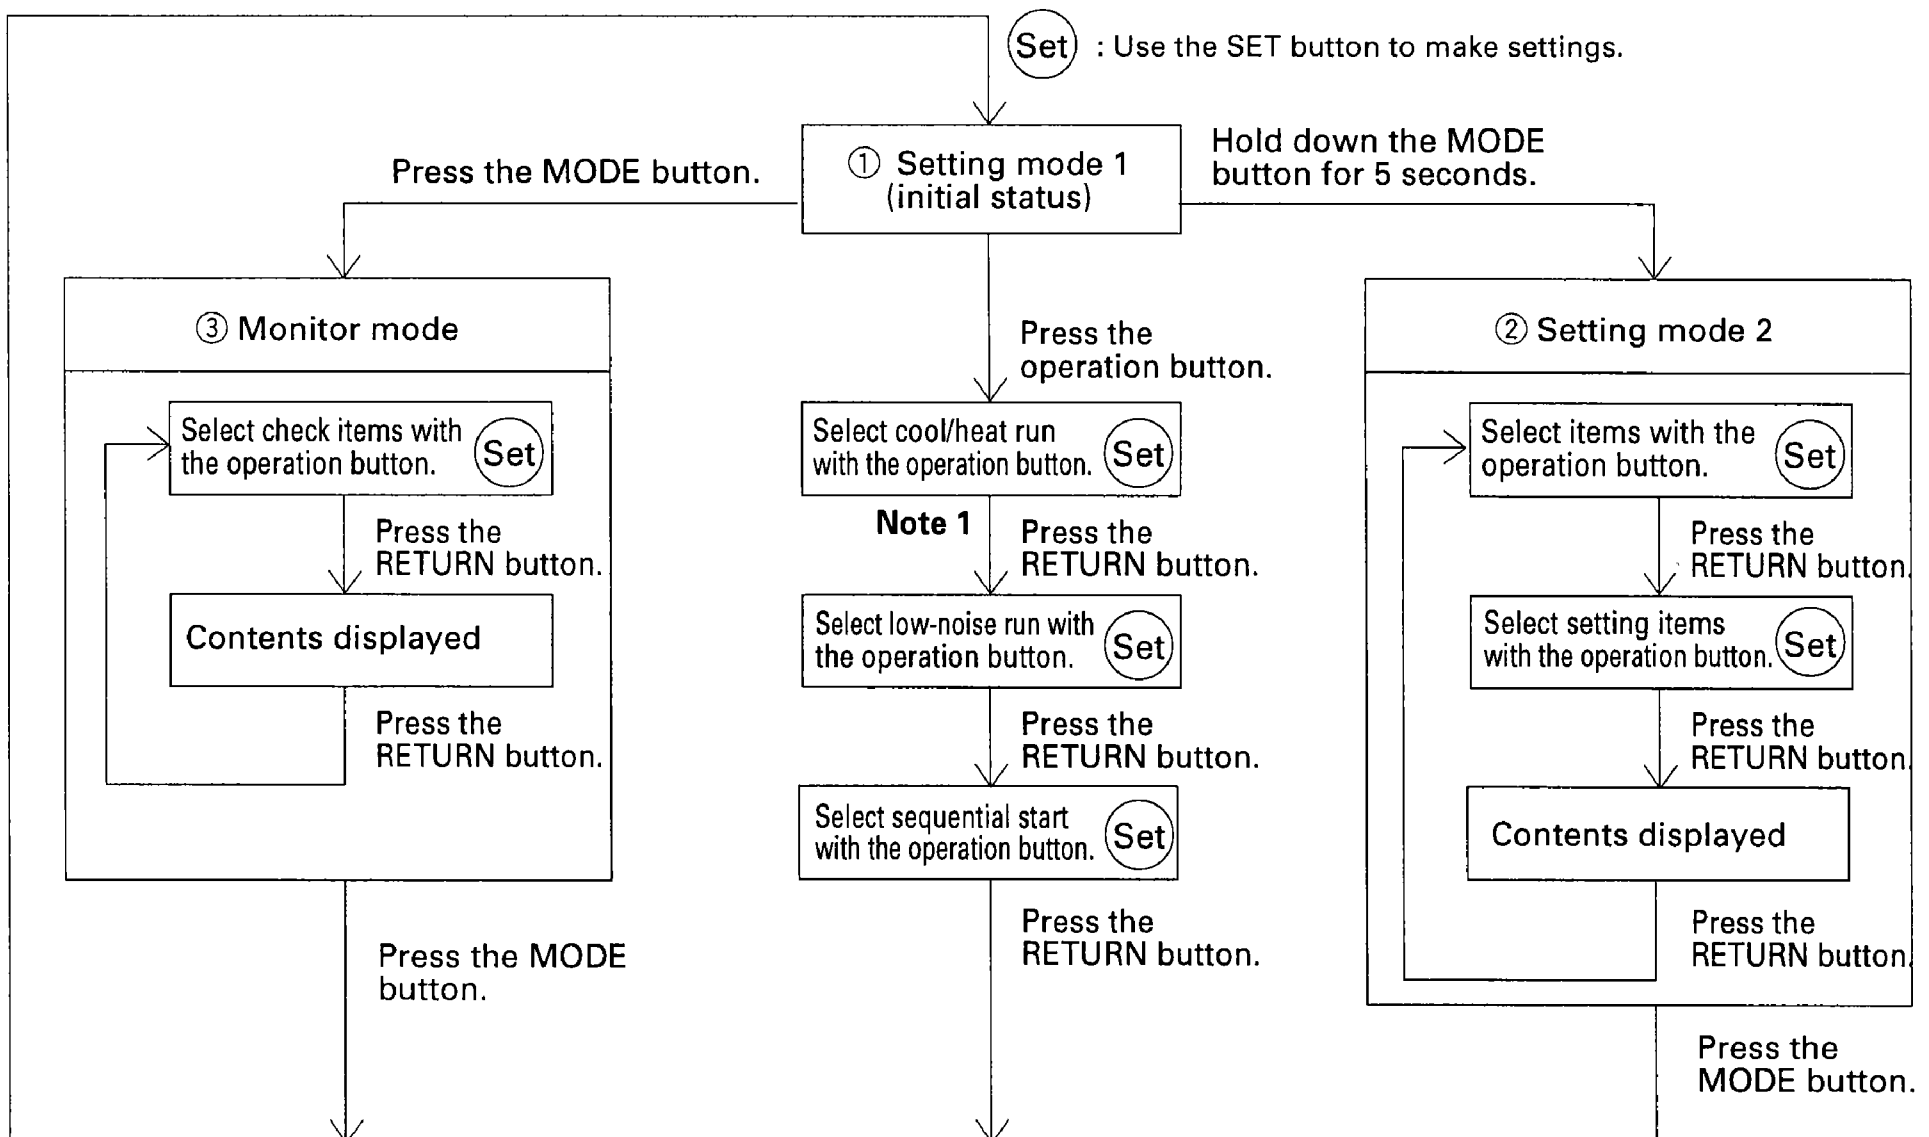 Set : Use the SET button to make settings.
Press the MODE button.
① Setting mode 1
(initial status)
Hold down the MODE
button for 5 seconds.
③ Monitor mode
Select check items with
the operation button.
Set
Press the
RETURN button.
Contents displayed
Press the
RETURN button.
Press the MODE
button.
Press the
operation button.
Select cool/heat run
with the operation button.
Set
Note 1
Press the
RETURN button.
Select low-noise run with
the operation button.
Set
Press the
RETURN button.
Select sequential start
with the operation button.
Set
Press the
RETURN button.
② Setting mode 2
Select items with the
operation button.
Set
Press the
RETURN button.
Select setting items
with the operation button.
Set
Press the
RETURN button.
Contents displayed
Press the
RETURN button.
Press the
MODE button.